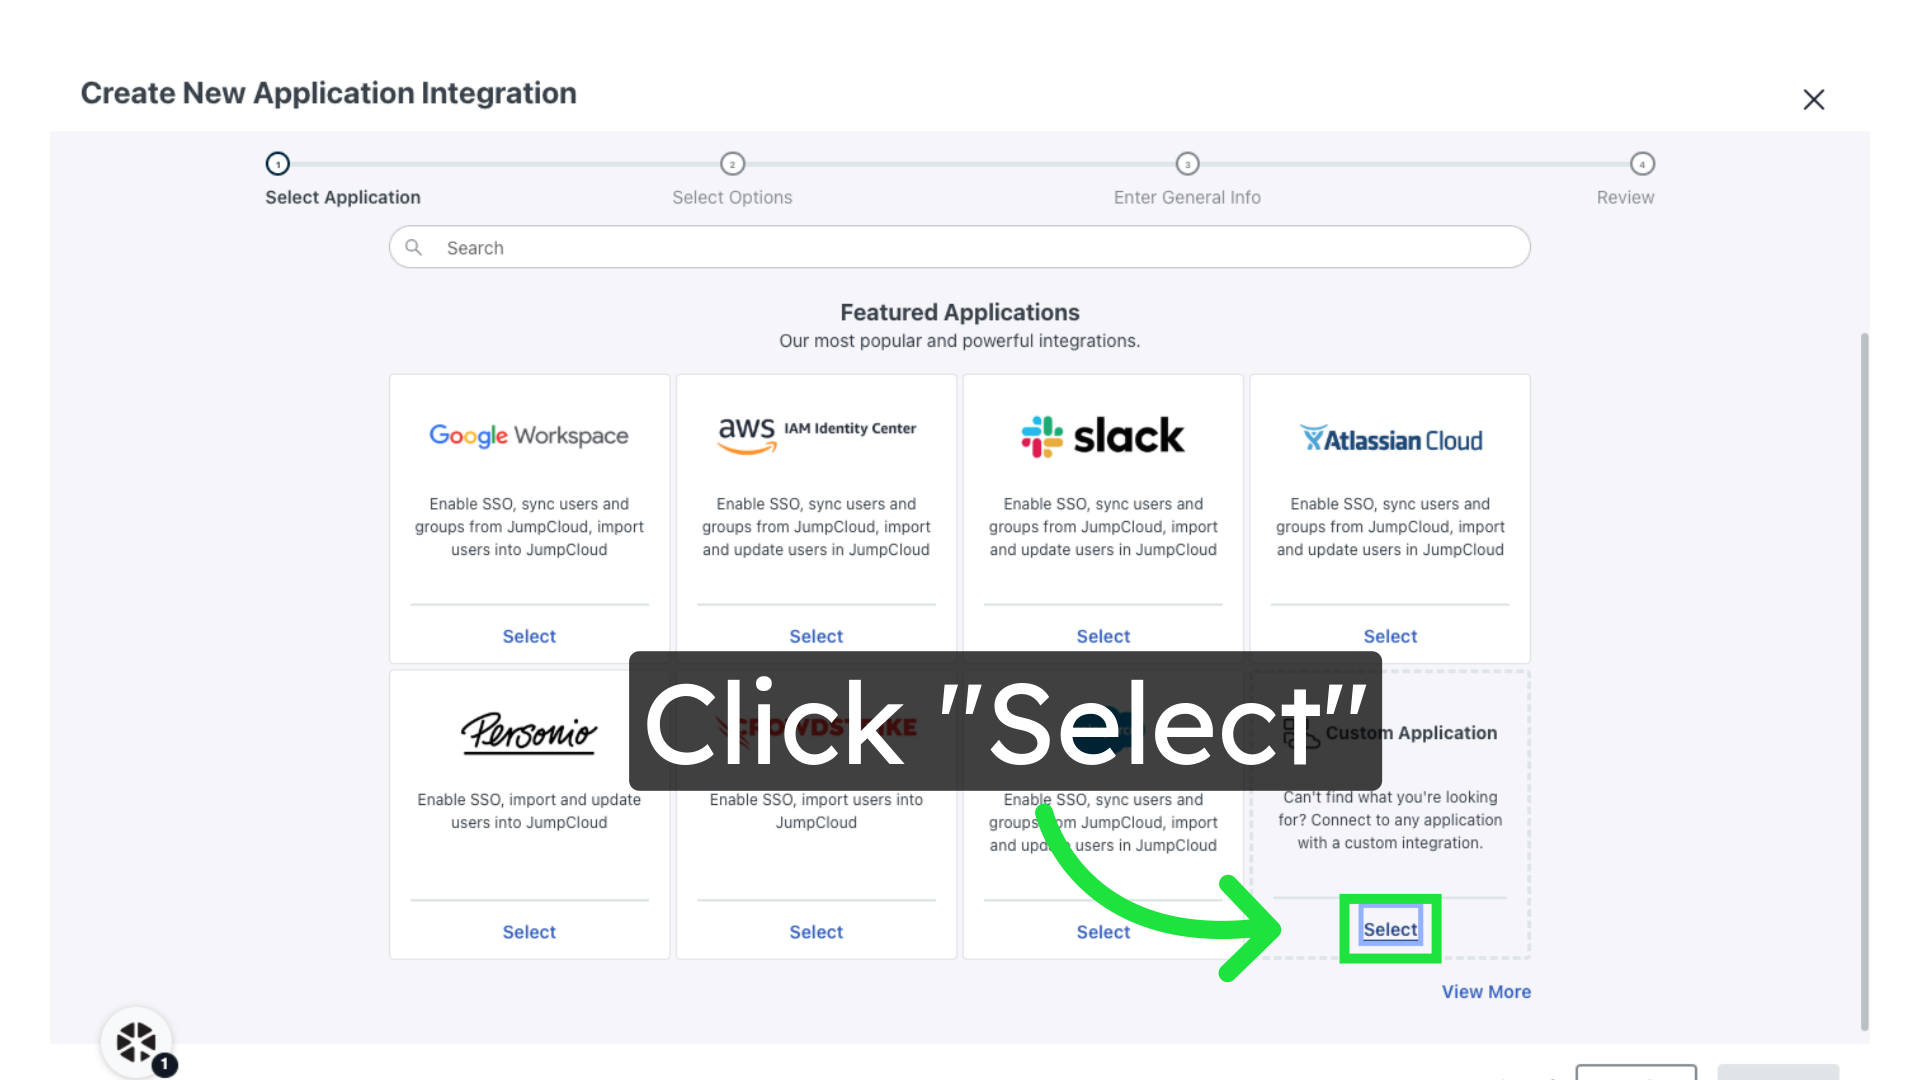 Create New Application Integration
1
2
3
4
Select Application
Select Options
Enter General Info
Review
Search
Featured Applications
Our most popular and powerful integrations.
Google Workspace
Enable SSO, sync users and
groups from JumpCloud, import
users into JumpCloud
Select
aws IAM Identity Center
Enable SSO, sync users and
groups from JumpCloud, import
and update users in JumpCloud
Select
slack
Enable SSO, sync users and
groups from JumpCloud, import
and update users in JumpCloud
Select
Atlassian Cloud
Enable SSO, sync users and
groups from JumpCloud, import
and update users in JumpCloud
Select
Click "Select"
Personio
Enable SSO, import and update
users into JumpCloud
Select
CROWDSTRIKE
Enable SSO, import users into
JumpCloud
Select
Enable SSO, sync users and
groups from JumpCloud, import
and update users in JumpCloud
Select
Custom Application
Can't find what you're looking
for? Connect to any application
with a custom integration.
Select
View More
1